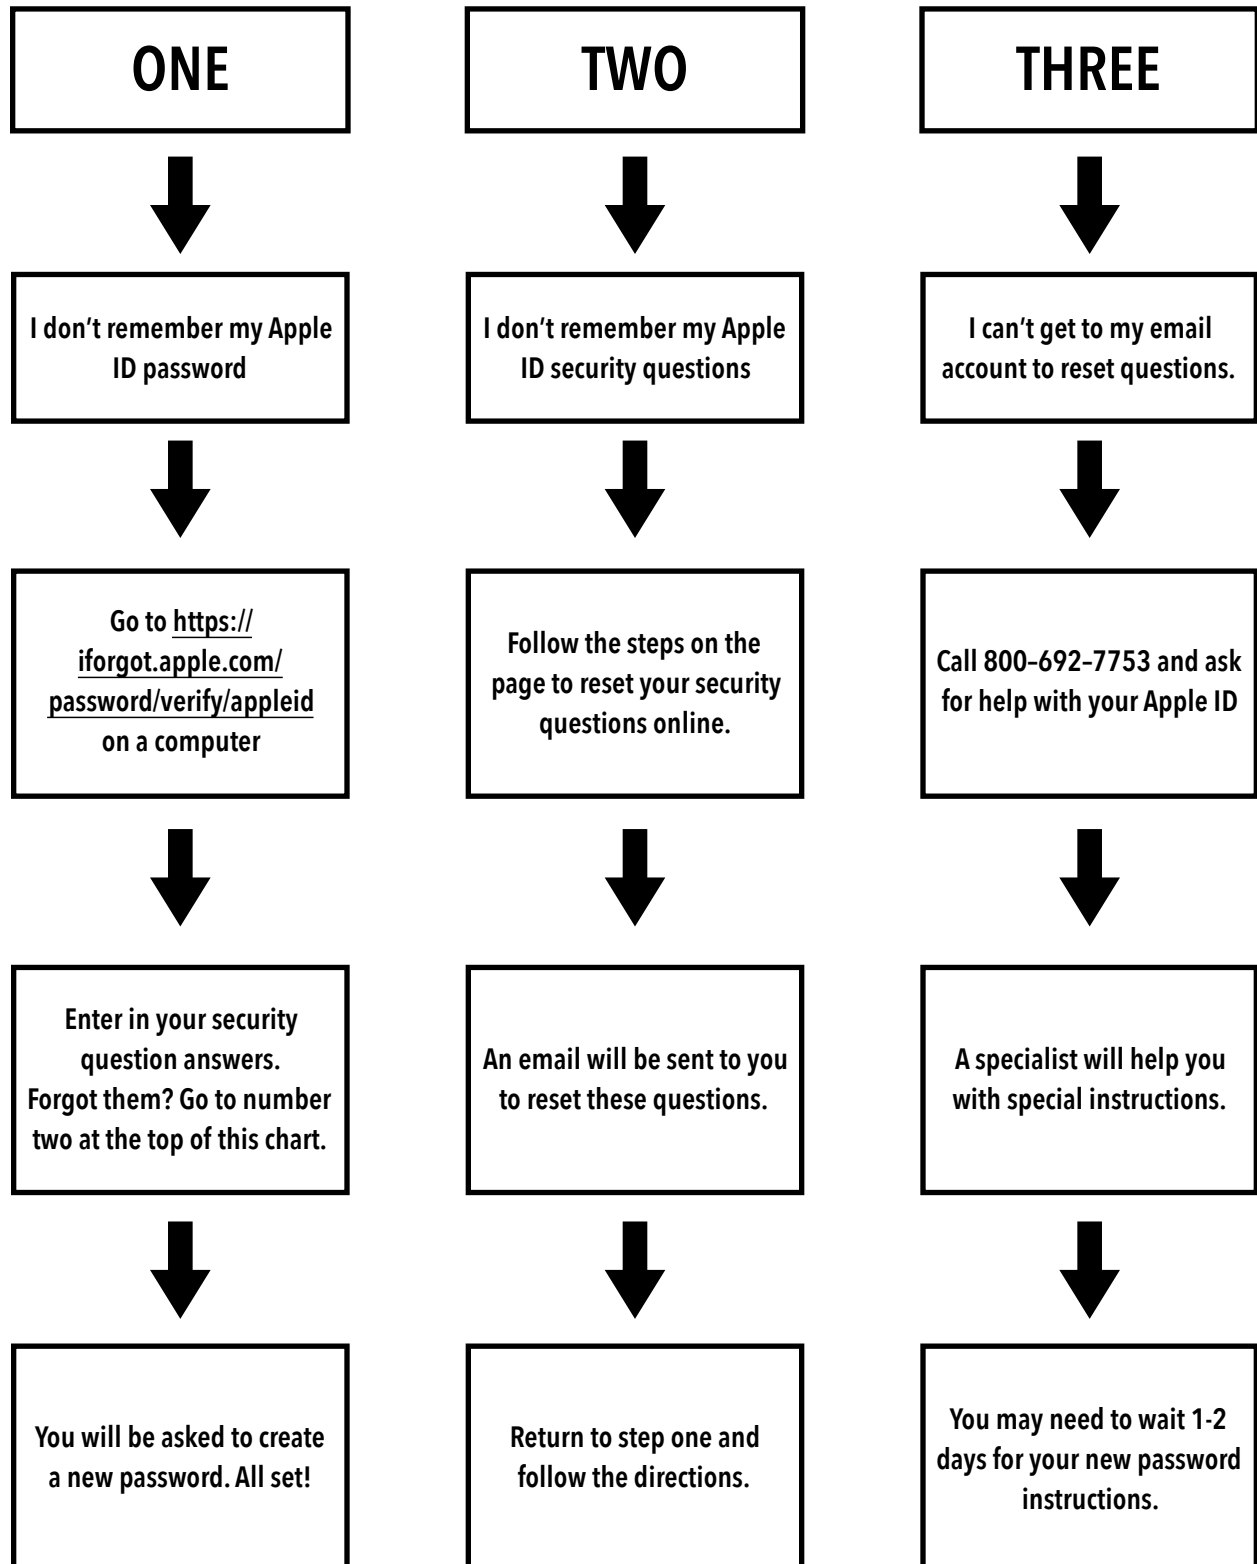 ONE
I don’t remember my Apple
ID password
Go to https://
iforgot.apple.com/
password/verify/appleid
on a computer
Enter in your security
question answers.
Forgot them? Go to number
two at the top of this chart.
You will be asked to create
a new password. All set!
TWO
I don’t remember my Apple
ID security questions
Follow the steps on the
page to reset your security
questions online.
An email will be sent to you
to reset these questions.
Return to step one and
follow the directions.
THREE
I can’t get to my email
account to reset questions.
Call 800–692–7753 and ask
for help with your Apple ID
A specialist will help you
with special instructions.
You may need to wait 1-2
days for your new password
instructions.